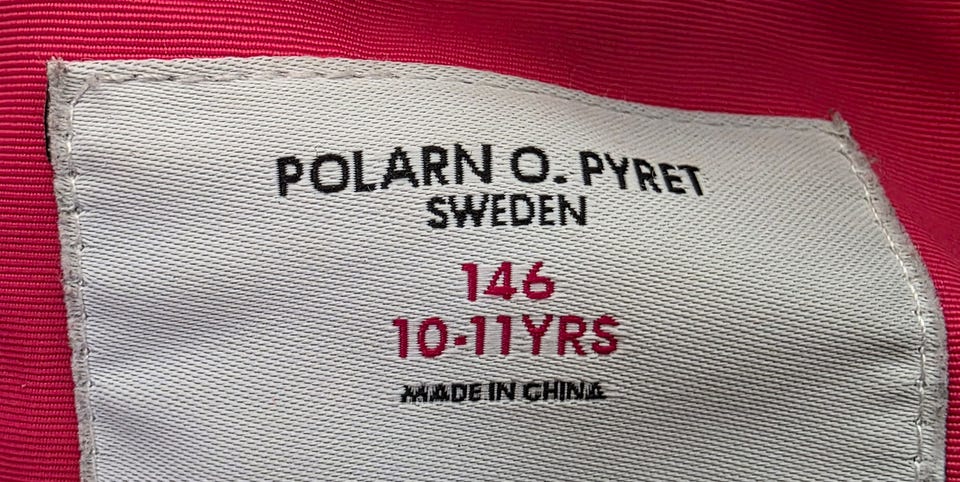 POLARN O. PYRET
SWEDEN
146
10-11YRS
MADE IN CHINA